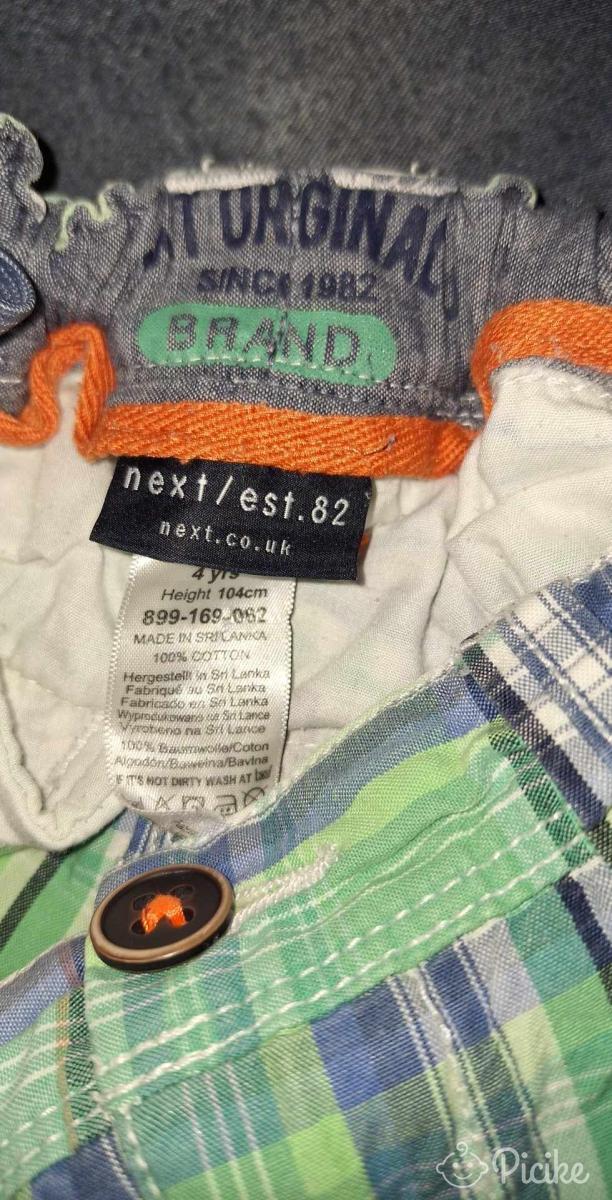 ORIGINAL
SINCE 1982
BRAND
next/est.82
next.co.uk
4 yrs
Height 104cm
899-169-062
MADE IN SRI LANKA
100% COTTON
Hergestellt in Sri Lanka
Fabriqué au Sri Lanka
Fabricado en Sri Lanka
Wyprodukowano na Sri Lance
Vyrobeno na Srí Lance
100% Baumwolle/Coton
Algodón/Bawełna/Bavlna
IF IT'S NOT DIRTY WASH AT
Picike